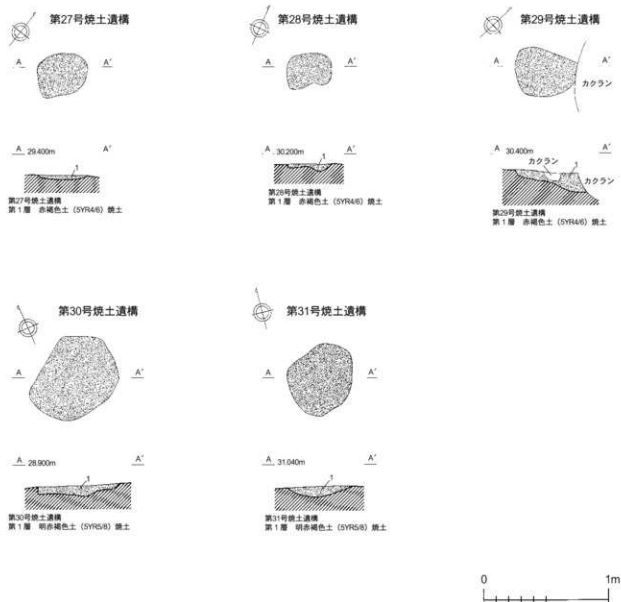 第27号焼土遺構
A A′
A 29.400m A′
1
第27号焼土遺構
第1層 赤褐色土（5YR4/6）焼土
第28号焼土遺構
A A′
A 30.200m A′
1
第28号焼土遺構
第1層 赤褐色土（5YR4/6）焼土
第29号焼土遺構
A A′
カクラン
A 30.400m A′
カクラン 1
カクラン
第29号焼土遺構
第1層 赤褐色土（5YR4/6）焼土
第30号焼土遺構
A A′
A 28.900m A′
1
第30号焼土遺構
第1層 明赤褐色土（5YR5/8）焼土
第31号焼土遺構
A A′
A 31.040m A′
1
第31号焼土遺構
第1層 明赤褐色土（5YR5/8）焼土
0 1m